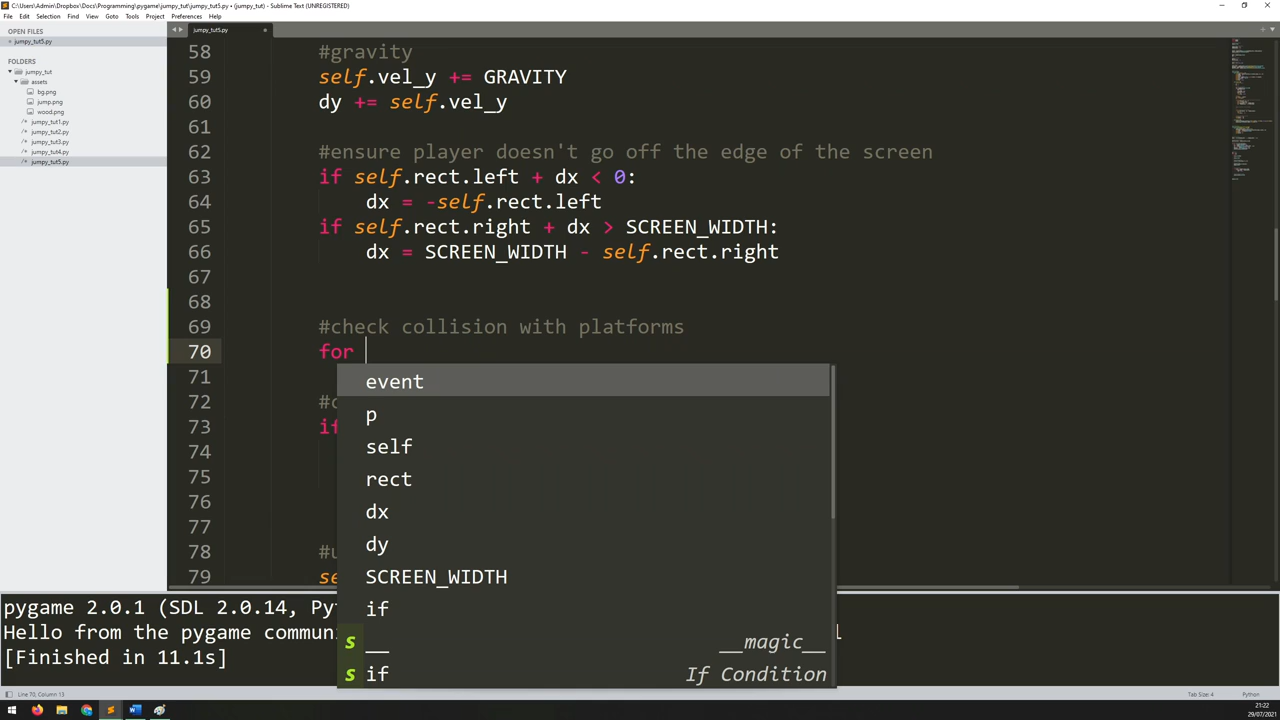 C:\Users\Admin\Dropbox\Docs\Programming\pygame\jumpy_tut\jumpy_tut5.py • (jumpy_tut) - Sublime Text (UNREGISTERED)
File Edit Selection Find View Goto Tools Project Preferences Help
OPEN FILES
jumpy_tut5.py
FOLDERS
jumpy_tut
assets
bg.png
jump.png
wood.png
jumpy_tut1.py
jumpy_tut2.py
jumpy_tut3.py
jumpy_tut4.py
jumpy_tut5.py
jumpy_tut5.py
58 #gravity
59 self.vel_y += GRAVITY
60 dy += self.vel_y
61
62 #ensure player doesn't go off the edge of the screen
63 if self.rect.left + dx < 0:
64 dx = -self.rect.left
65 if self.rect.right + dx > SCREEN_WIDTH:
66 dx = SCREEN_WIDTH - self.rect.right
67
68
69 #check collision with platforms
70 for
71
72
73 if
74
75
76
77
78
79
event
p
self
rect
dx
dy
SCREEN_WIDTH
if
s __ __magic__
s if If Condition
pygame 2.0.1 (SDL 2.0.14,
Hello from the pygame
[Finished in 11.1s]
Line 70, Column 13
Tab Size: 4
Python
21:22
29/07/2021